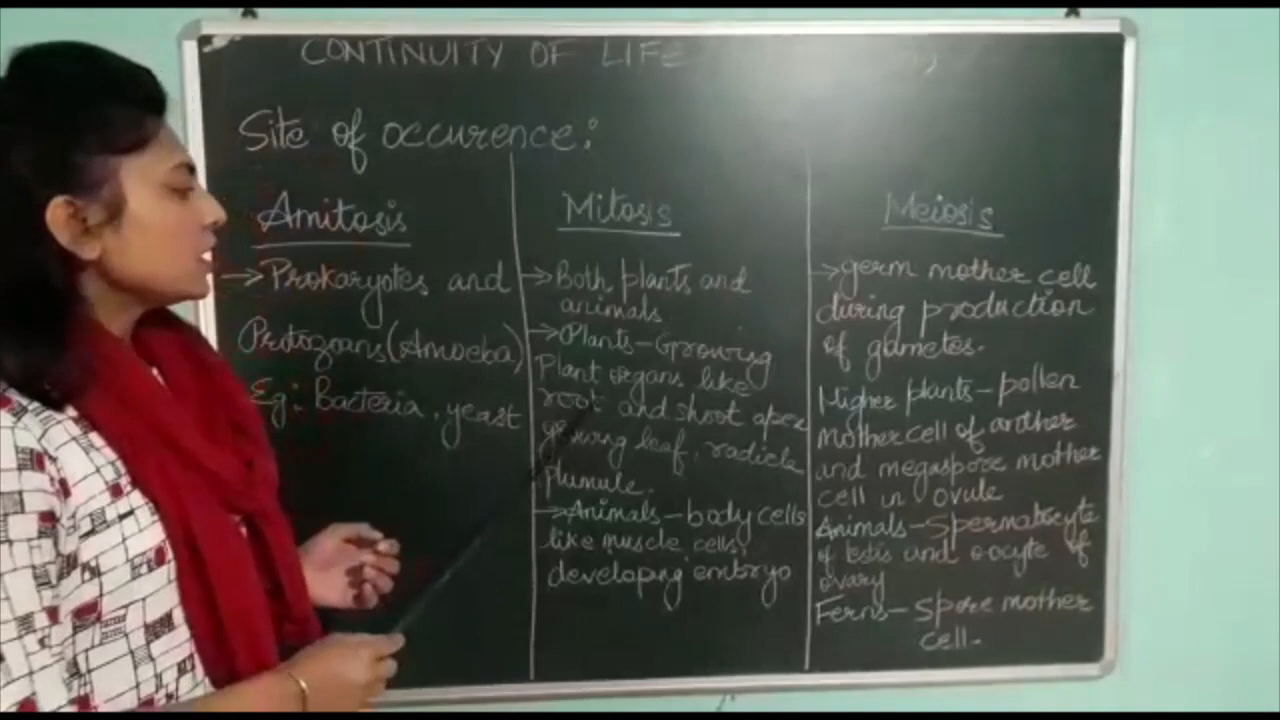 CONTINUITY OF LIFE
Site of occurence:
Amitosis
→ Prokaryotes and
Protozoans (Amoeba)
Eg: Bacteria, yeast
Mitosis
→ Both plants and
animals
→ Plants - Growing
Plant organs like
root and shoot apex
growing leaf, radicle
plumule.
→ Animals - body cells
like muscle cells,
developing embryo
Meiosis
→ germ mother cell
during production
of gametes.
Higher plants - pollen
mother cell of anther
and megaspore mother
cell in ovule
Animals - Spermatocyte
of testis and oocyte of
ovary
Ferns - Spore mother
cell.